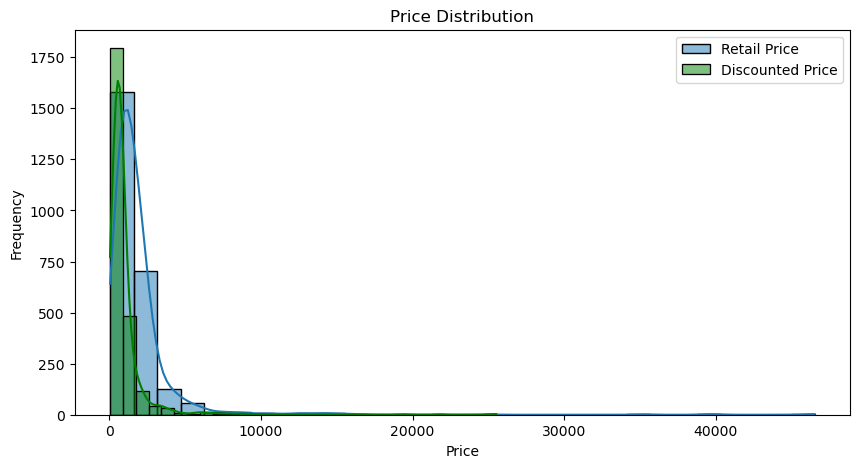 Price Distribution
Retail Price
Discounted Price
Frequency
1750
1500
1250
1000
750
500
250
0
0 10000 20000 30000 40000
Price